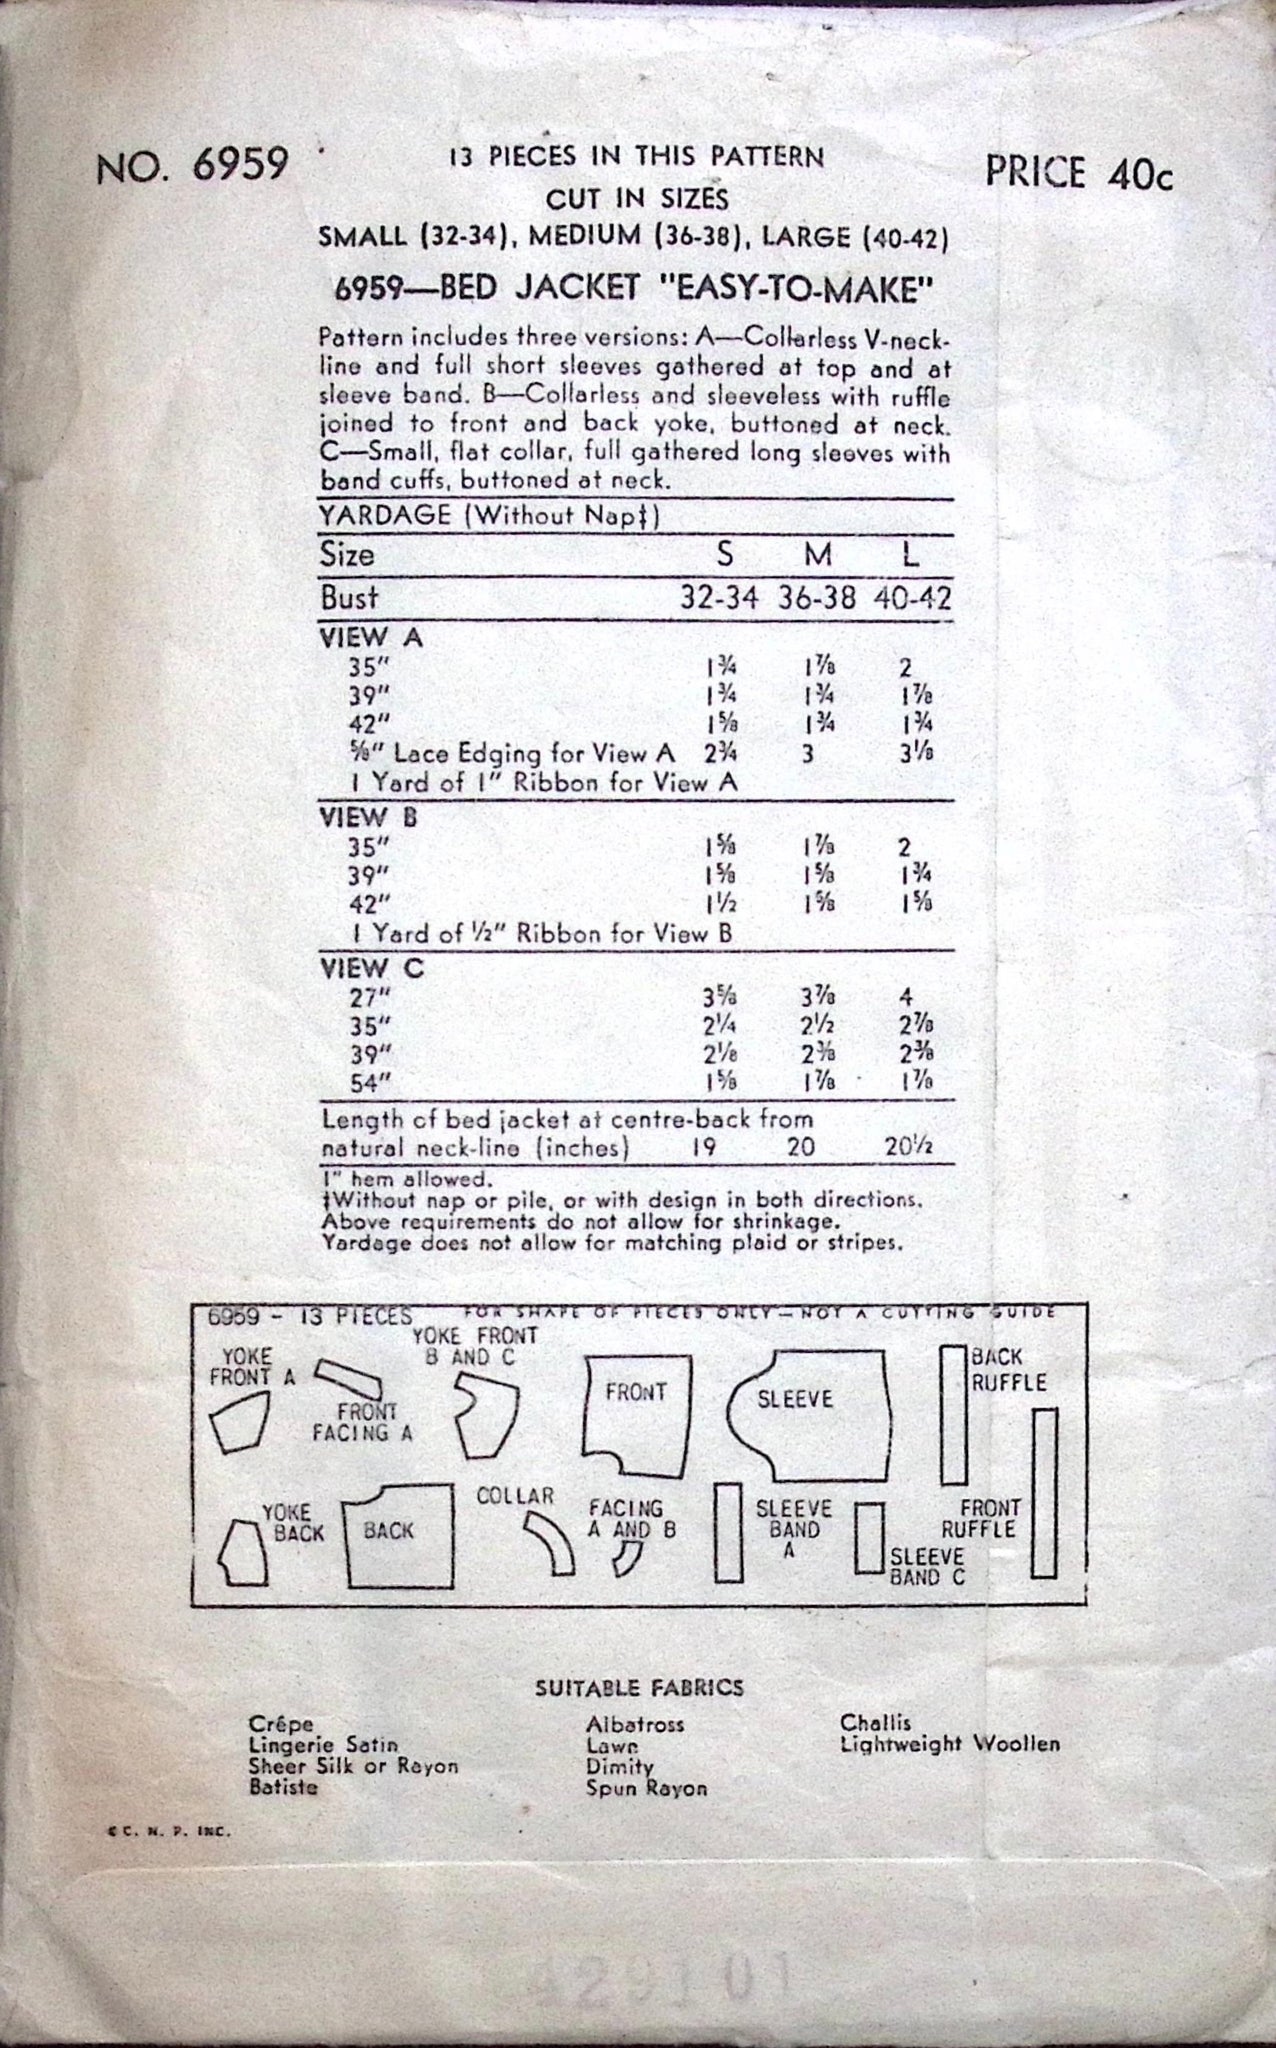 NO. 6959
13 PIECES IN THIS PATTERN
PRICE 40c
CUT IN SIZES
SMALL (32-34), MEDIUM (36-38), LARGE (40-42)
6959—BED JACKET "EASY-TO-MAKE"
Pattern includes three versions: A—Collarless V-neck-
line and full short sleeves gathered at top and at
sleeve band. B—Collarless and sleeveless with ruffle
joined to front and back yoke, buttoned at neck.
C—Small, flat collar, full gathered long sleeves with
band cuffs, buttoned at neck.
YARDAGE (Without Nap‡)
Size S M L
Bust 32-34 36-38 40-42
VIEW A
35" 1¾ 1⅞ 2
39" 1¾ 1¾ 1⅞
42" 1⅝ 1¾ 1¾
⅝" Lace Edging for View A 2¾ 3 3⅛
1 Yard of 1" Ribbon for View A
VIEW B
35" 1⅝ 1⅞ 2
39" 1⅝ 1⅝ 1¾
42" 1½ 1⅝ 1⅝
1 Yard of ½" Ribbon for View B
VIEW C
27" 3⅝ 3⅞ 4
35" 2¼ 2½ 2⅞
39" 2⅛ 2⅜ 2⅜
54" 1⅝ 1⅞ 1⅞
Length of bed jacket at centre-back from
natural neck-line (inches) 19 20 20½
1" hem allowed.
‡Without nap or pile, or with design in both directions.
Above requirements do not allow for shrinkage.
Yardage does not allow for matching plaid or stripes.
6959 - 13 PIECES FOR SHAPE OF PIECES ONLY—NOT A CUTTING GUIDE
YOKE
FRONT A
FRONT
FACING A
YOKE FRONT
B AND C
FRONT
SLEEVE
BACK
RUFFLE
YOKE
BACK
BACK
COLLAR
FACING
A AND B
SLEEVE
BAND
A
SLEEVE
BAND C
FRONT
RUFFLE
SUITABLE FABRICS
Crêpe Albatross Challis
Lingerie Satin Lawn Lightweight Woollen
Sheer Silk or Rayon Dimity
Batiste Spun Rayon
© C. N. P. INC.
429101